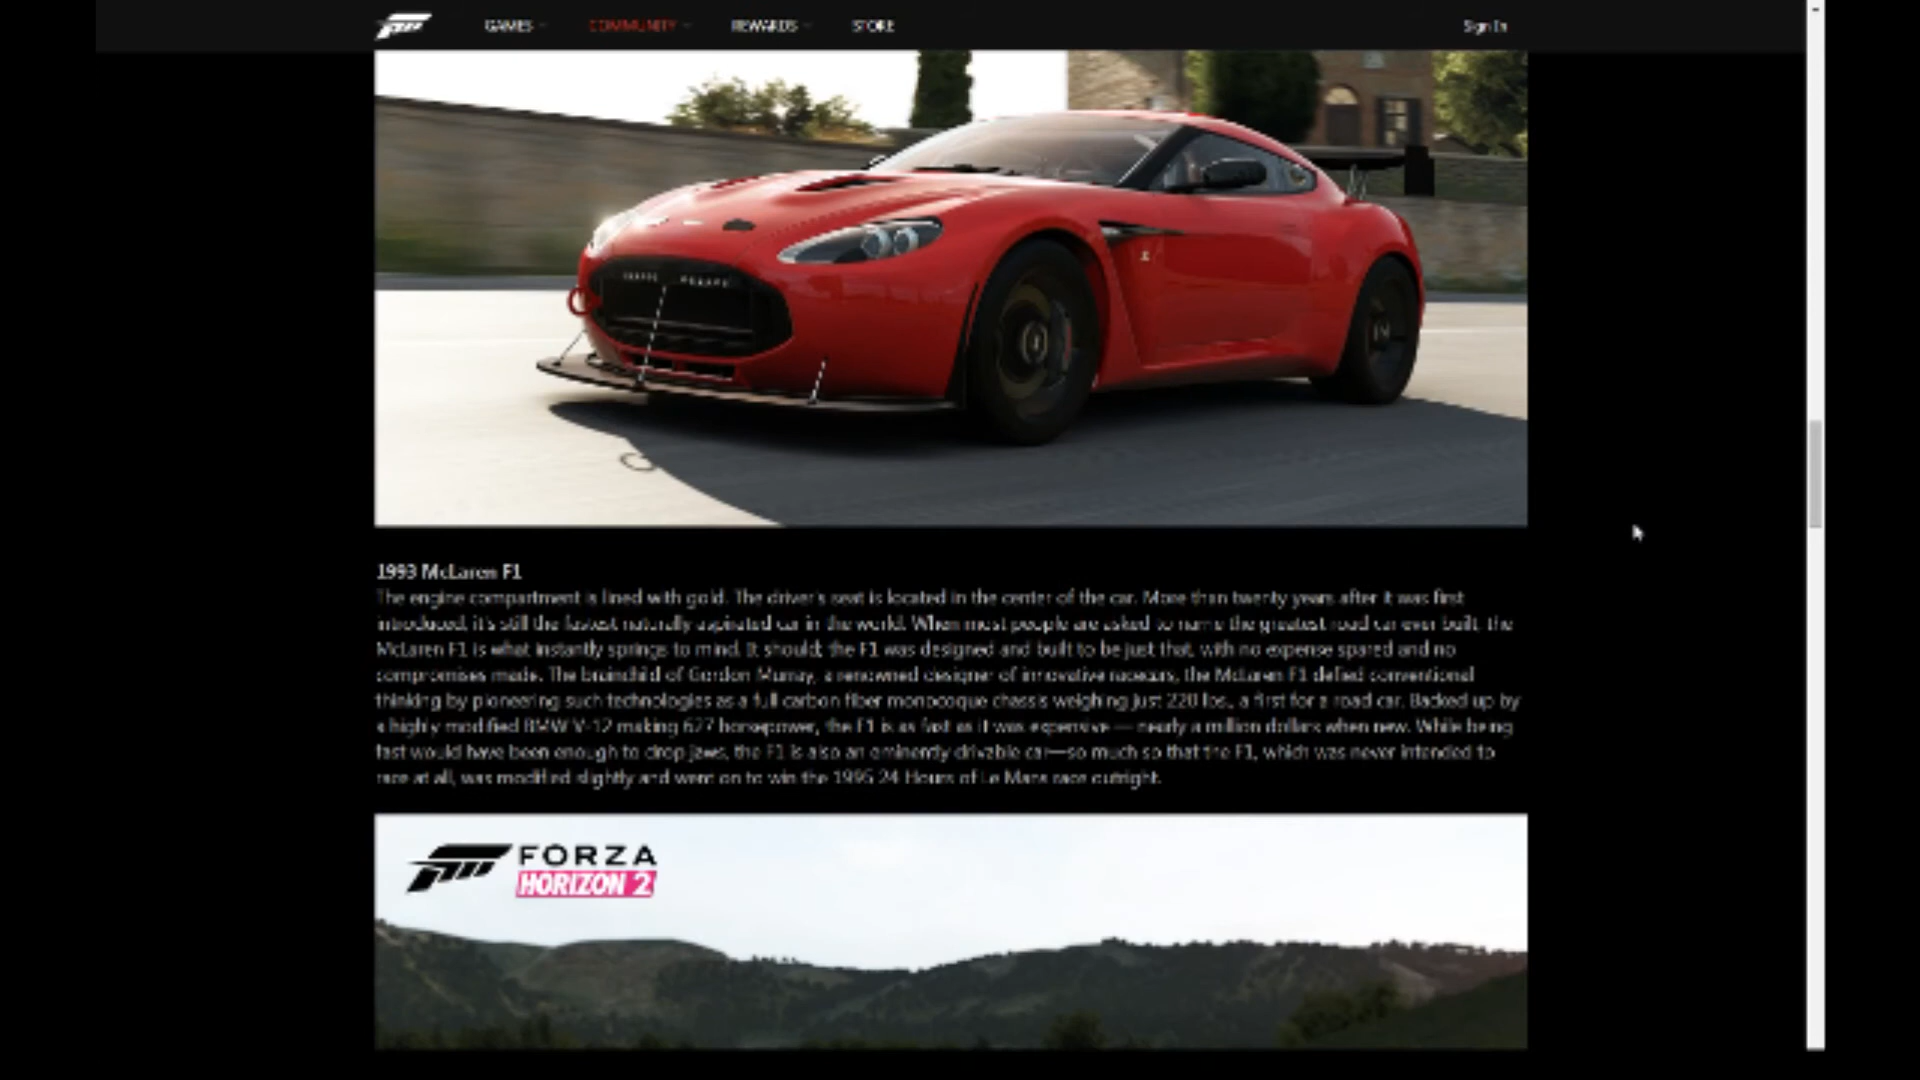 GAMES COMMUNITY REWARDS STORE Sign In
1993 McLaren F1
The engine compartment is lined with gold. The driver's seat is located in the center of the car. More than twenty years after it was first
introduced, it's still the fastest naturally aspirated car in the world. When most people are asked to name the greatest road car ever built, the
McLaren F1 is what instantly springs to mind. It should; the F1 was designed and built to be just that, with no expense spared and no
compromises made. The brainchild of Gordon Murray, a renowned designer of innovative racecars, the McLaren F1 defied conventional
thinking by pioneering such technologies as a full carbon fiber monocoque chassis weighing just 220 lbs., a first for a road car. Backed up by
a highly modified BMW V-12 making 627 horsepower, the F1 is as fast as it was expensive — nearly a million dollars when new. While being
fast would have been enough to drop jaws, the F1 is also an eminently drivable car—so much so that the F1, which was never intended to
race at all, was modified slightly and went on to win the 1995 24 Hours of Le Mans race outright.
FORZA
HORIZON 2